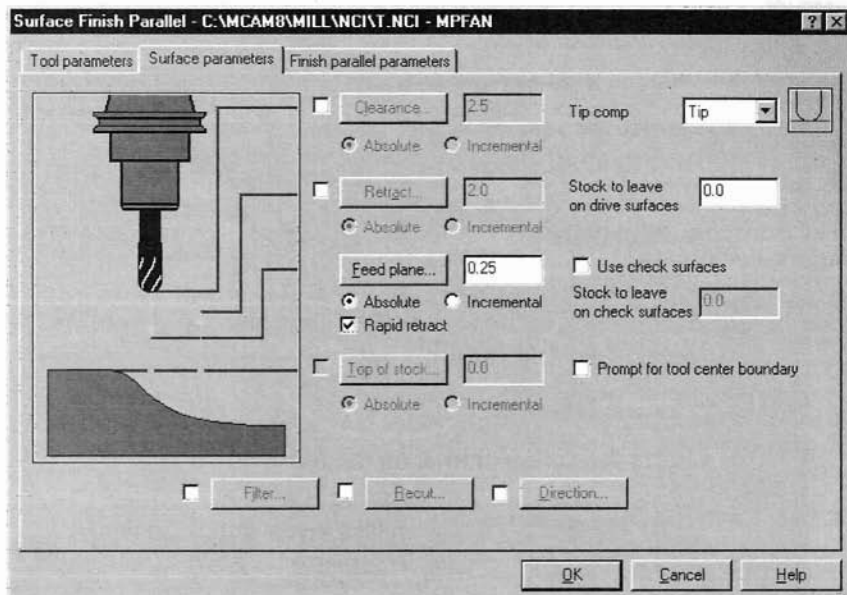 Surface Finish Parallel - C:\MCAM8\MILL\NCI\T.NCI - MPFAN
Tool parameters Surface parameters Finish parallel parameters
Clearance... 2.5 Tip comp Tip
Absolute Incremental
Retract... 2.0 Stock to leave on drive surfaces 0.0
Absolute Incremental
Feed plane... 0.25 Use check surfaces
Absolute Incremental Stock to leave on check surfaces 0.0
Rapid retract
Top of stock... 0.0 Prompt for tool center boundary
Absolute Incremental
Filter... Recut... Direction...
OK Cancel Help